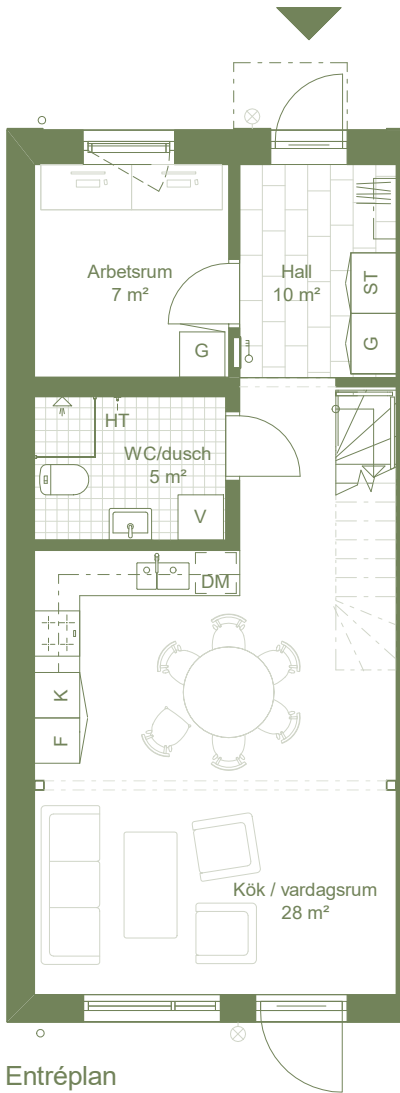 Arbetsrum
7 m²
Hall
10 m²
ST
G
G
HT
WC/dusch
5 m²
V
DM
K
F
Kök / vardagsrum
28 m²
Entréplan